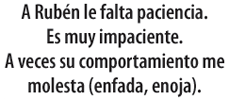 A Rubén le falta paciencia.
Es muy impaciente.
A veces su comportamiento me
molesta (enfada, enoja).